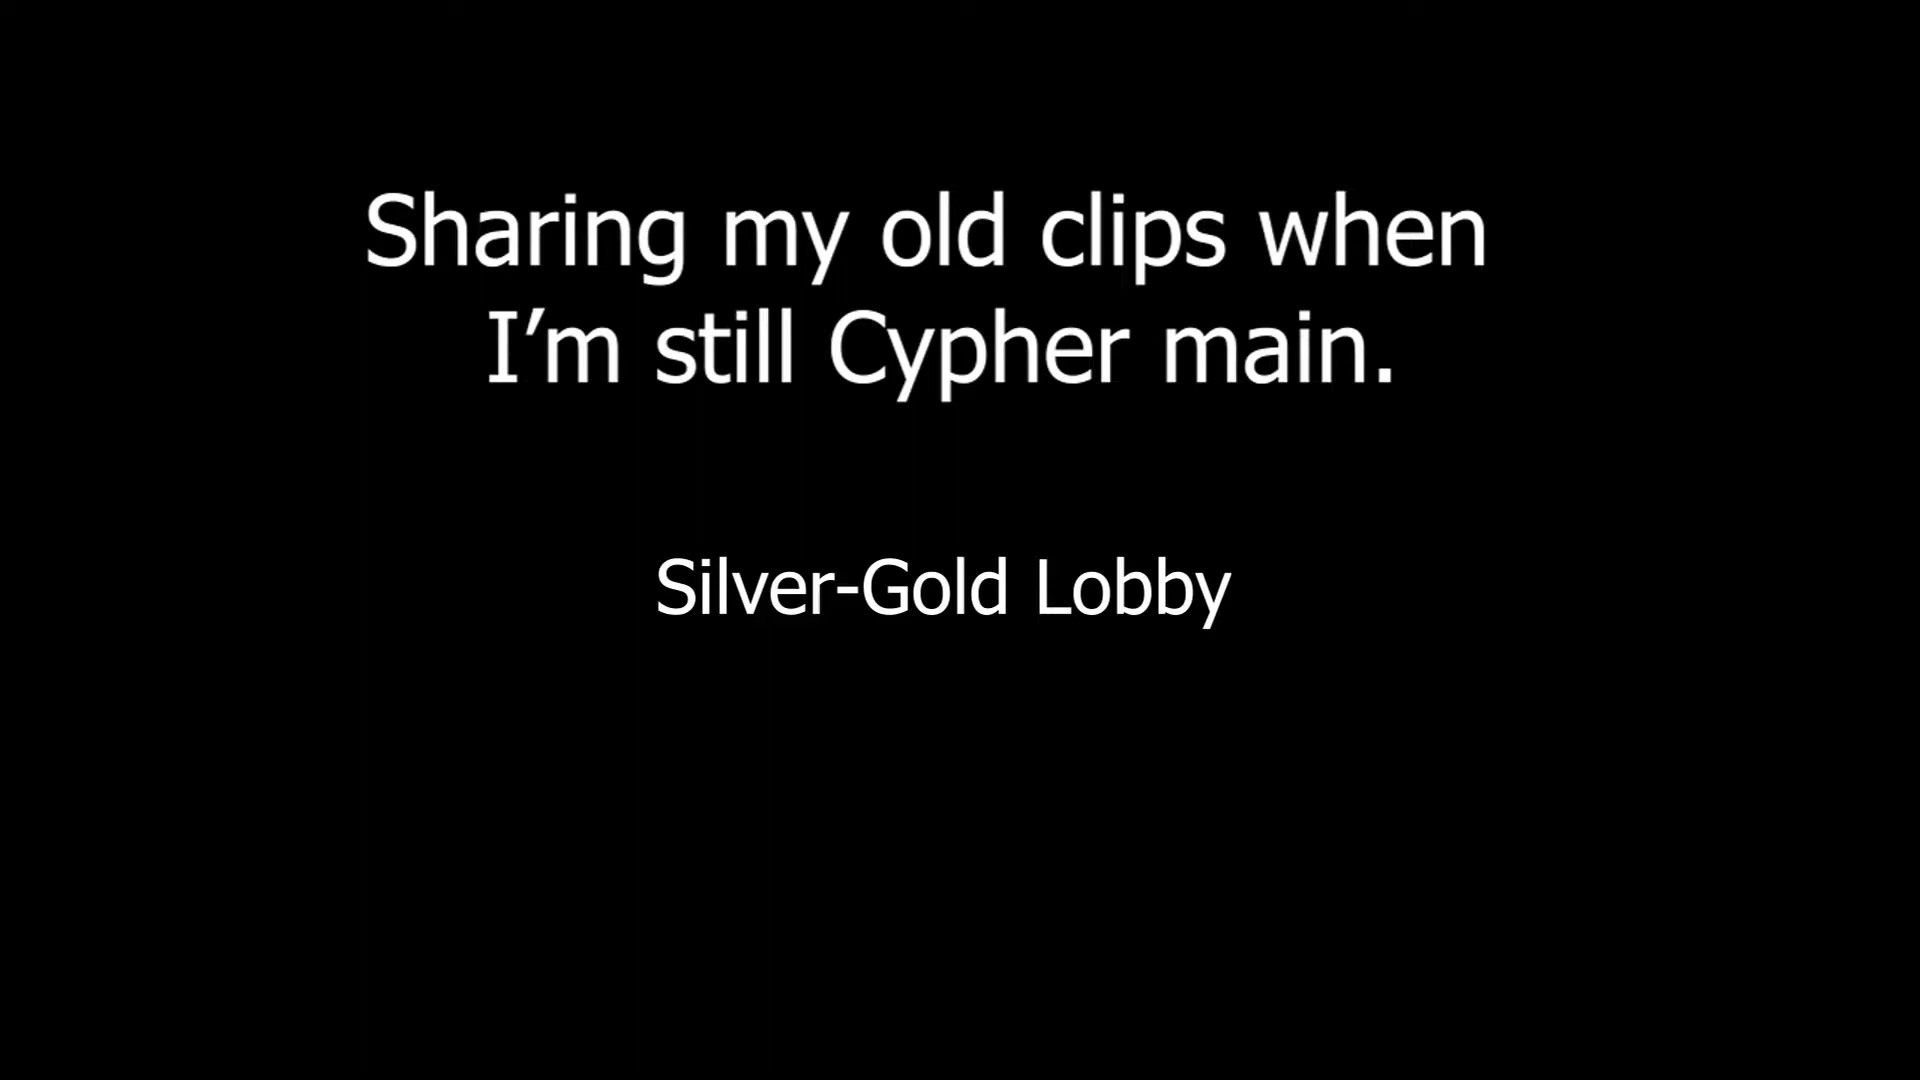 Sharing my old clips when
I’m still Cypher main.
Silver-Gold Lobby